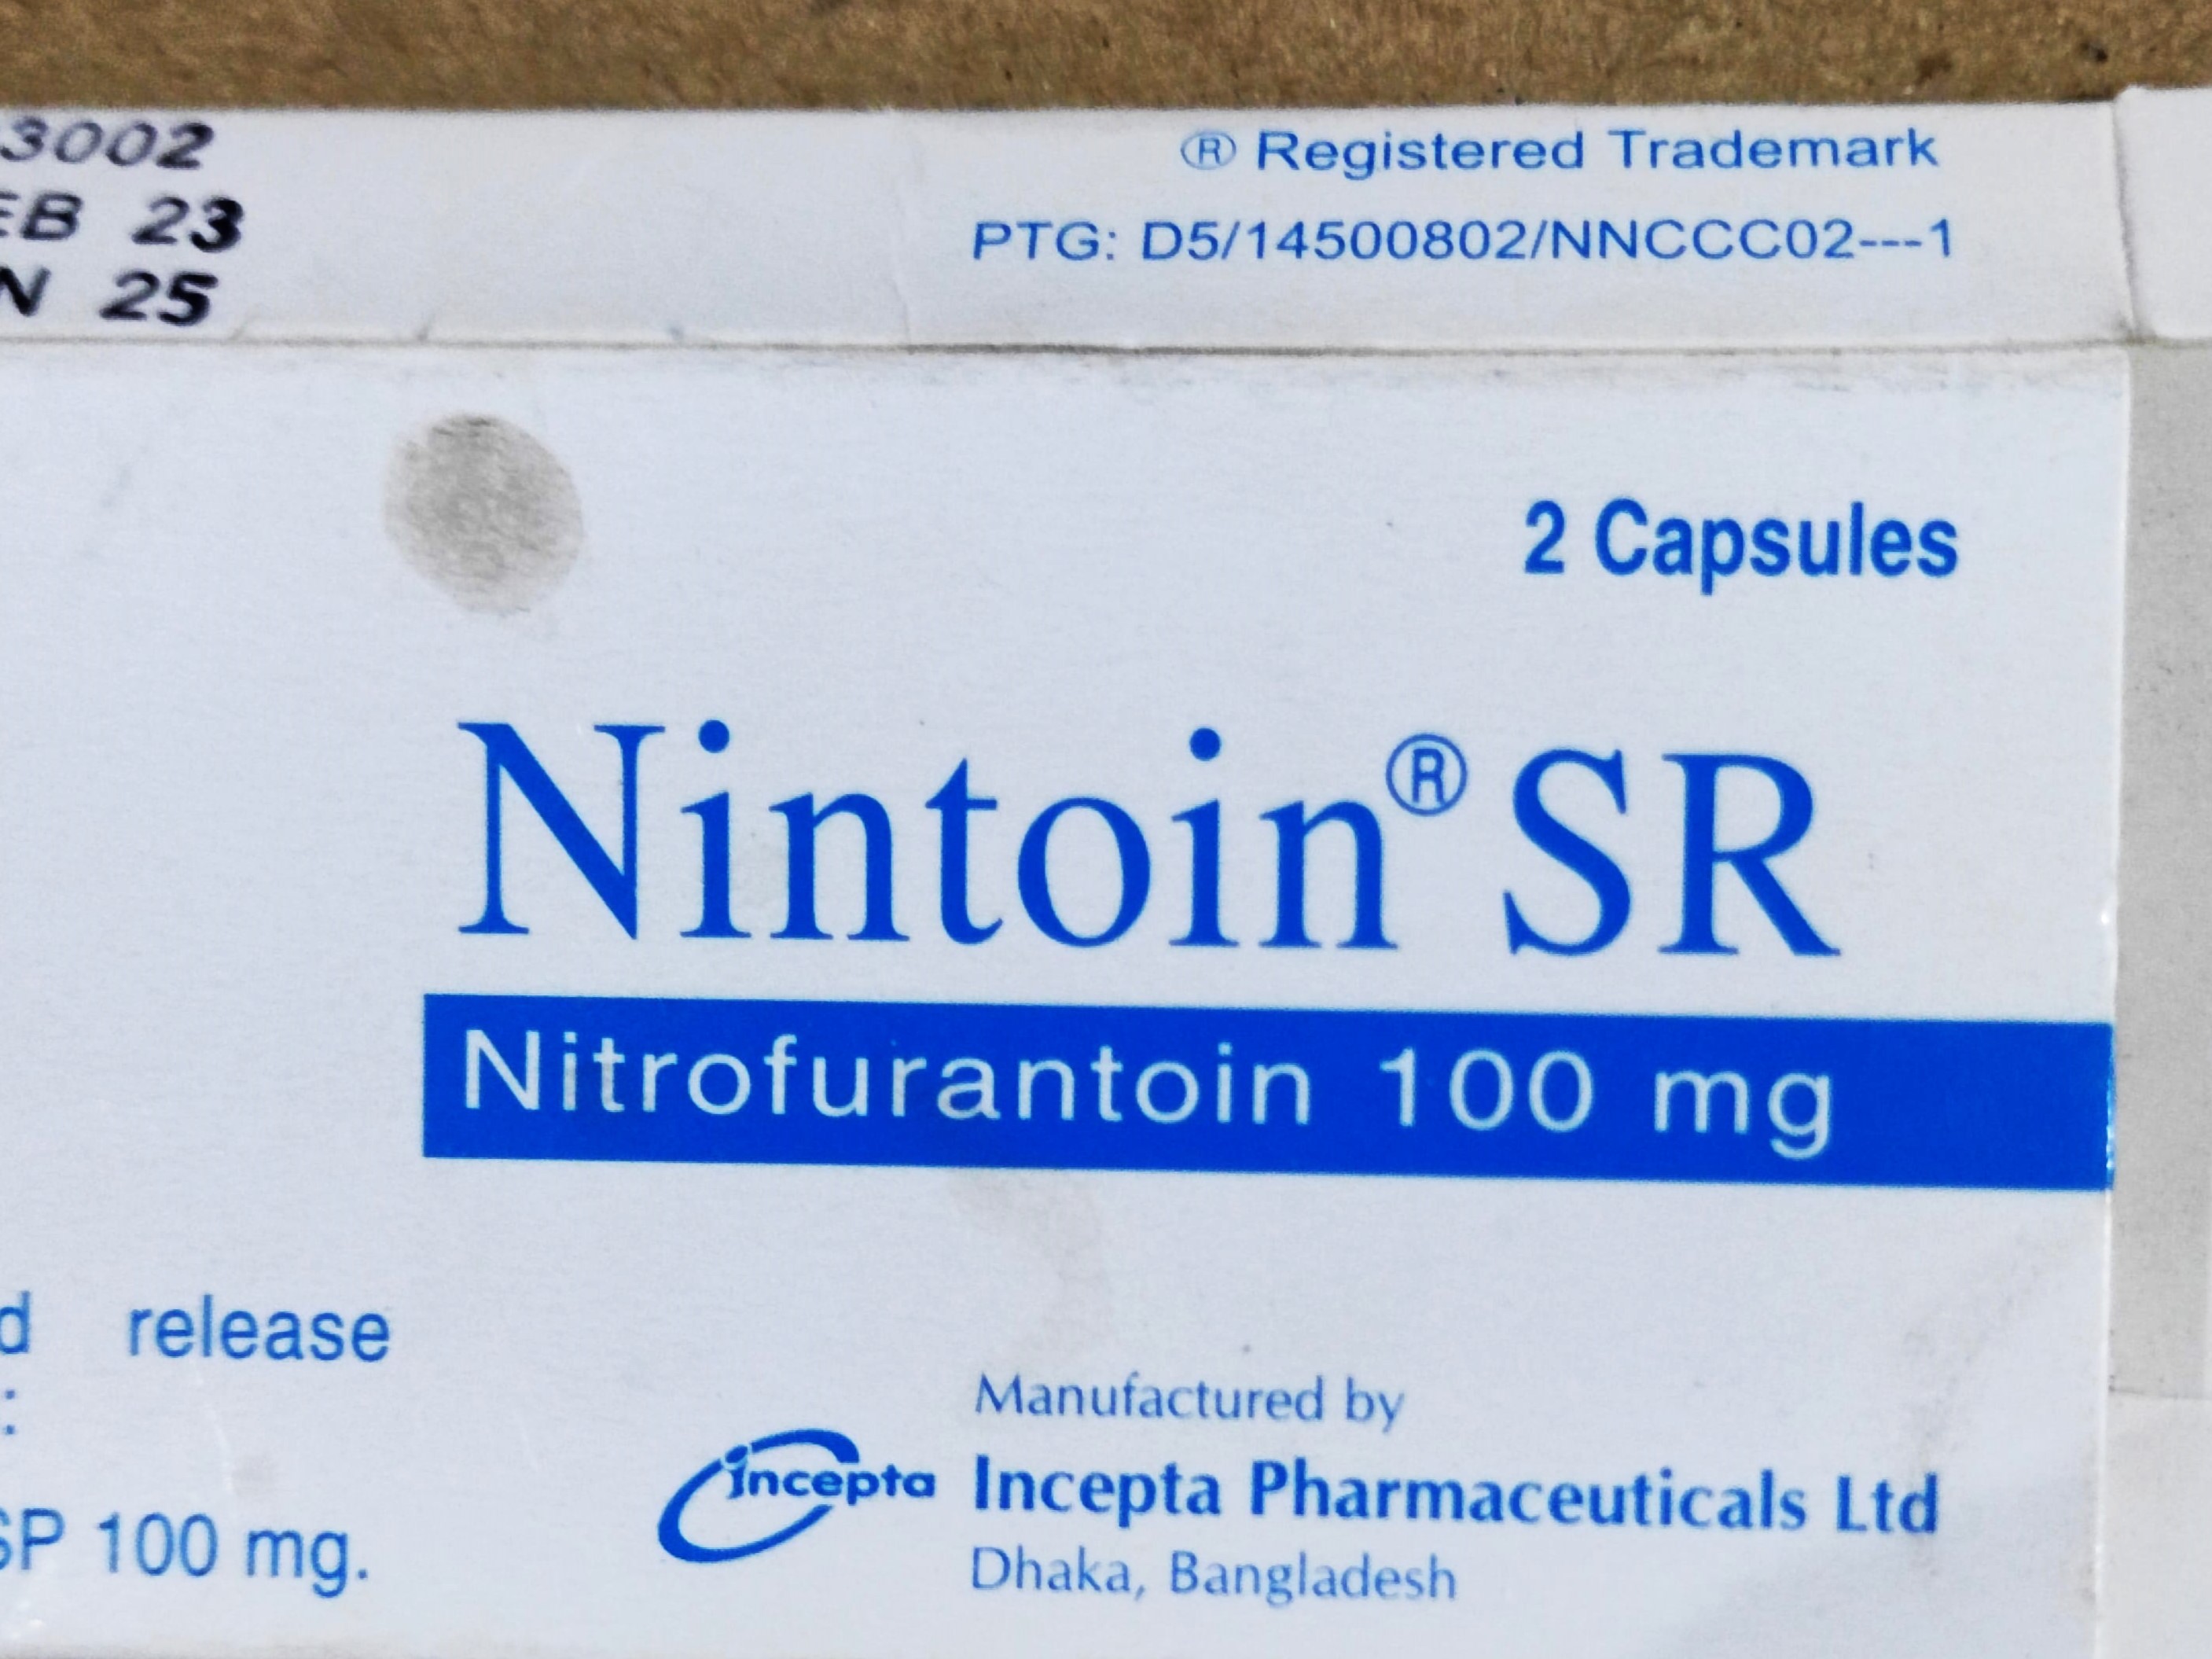 3002
EB 23
N 25
® Registered Trademark
PTG: D5/14500802/NNCCC02---1
2 Capsules
Nintoin® SR
Nitrofurantoin 100 mg
d release
:
SP 100 mg.
incepta
Manufactured by
Incepta Pharmaceuticals Ltd
Dhaka, Bangladesh